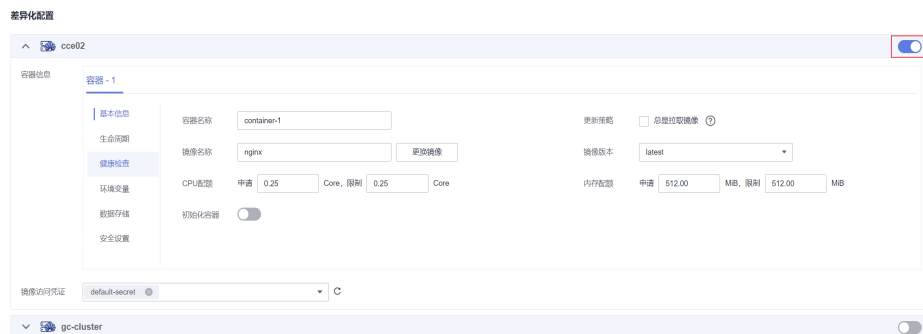 差异化配置
cce02
容器信息
容器 - 1
基本信息
容器名称 container-1 更新策略 总是拉取镜像 ?
生命周期
镜像名称 nginx 更换镜像 镜像版本 latest
健康检查
CPU配额 申请 0.25 Core，限制 0.25 Core 内存配额 申请 512.00 MiB，限制 512.00 MiB
环境变量
初始化容器
数据存储
安全设置
镜像访问凭证 default-secret
gc-cluster